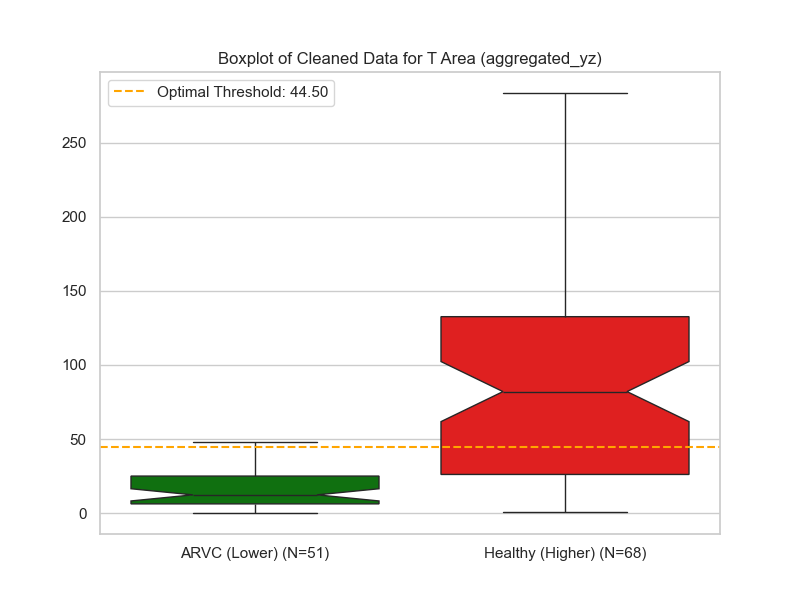 Boxplot of Cleaned Data for T Area (aggregated_yz)
Optimal Threshold: 44.50
250
200
150
100
50
0
ARVC (Lower) (N=51)
Healthy (Higher) (N=68)